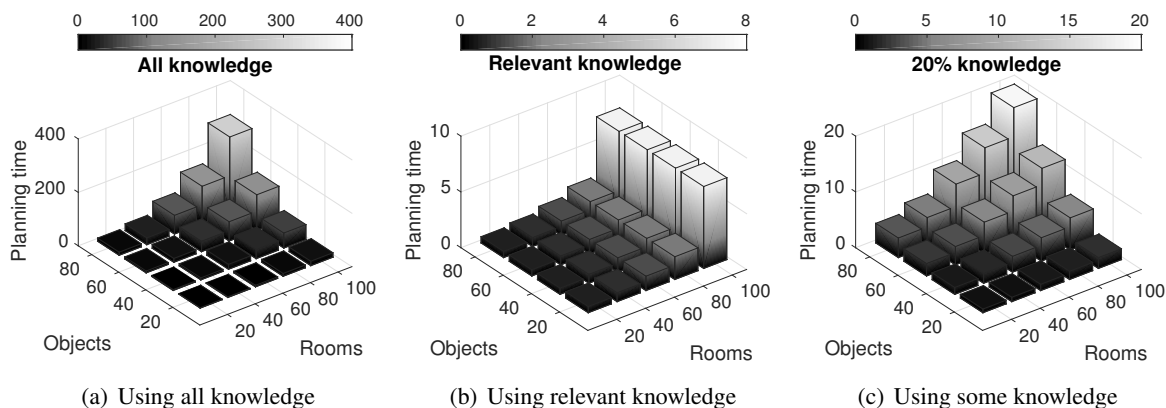 0 100 200 300 400
All knowledge
Planning time
400
200
0
80
60
40
20
Objects
20
40
60
80
100
Rooms
(a) Using all knowledge
0 2 4 6 8
Relevant knowledge
Planning time
10
5
0
80
60
40
20
Objects
20
40
60
80
100
Rooms
(b) Using relevant knowledge
0 5 10 15 20
20% knowledge
Planning time
20
10
0
80
60
40
20
Objects
20
40
60
80
100
Rooms
(c) Using some knowledge